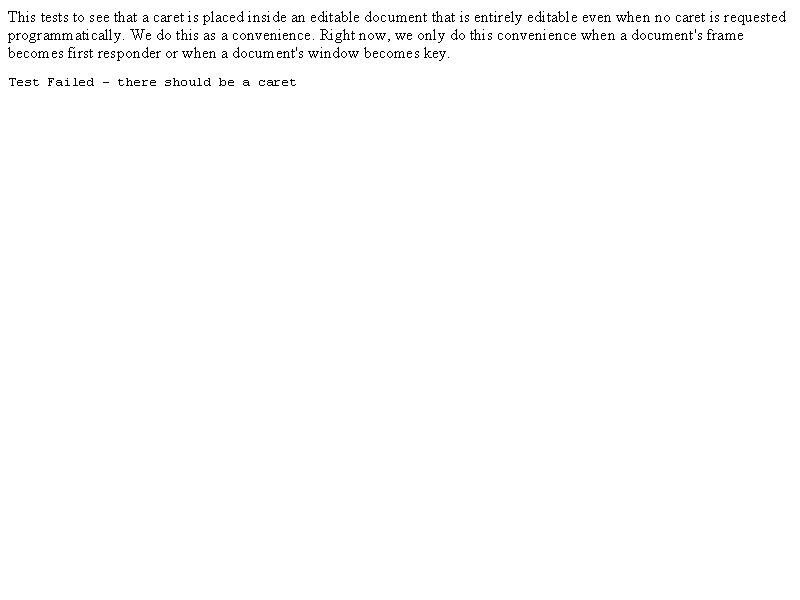 This tests to see that a caret is placed inside an editable document that is entirely editable even when no caret is requested
programmatically. We do this as a convenience. Right now, we only do this convenience when a document's frame
becomes first responder or when a document's window becomes key.
Test Failed - there should be a caret